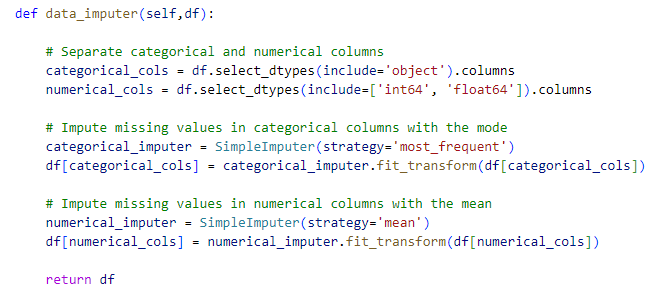 def data_imputer(self,df):
# Separate categorical and numerical columns
categorical_cols = df.select_dtypes(include='object').columns
numerical_cols = df.select_dtypes(include=['int64', 'float64']).columns
# Impute missing values in categorical columns with the mode
categorical_imputer = SimpleImputer(strategy='most_frequent')
df[categorical_cols] = categorical_imputer.fit_transform(df[categorical_cols])
# Impute missing values in numerical columns with the mean
numerical_imputer = SimpleImputer(strategy='mean')
df[numerical_cols] = numerical_imputer.fit_transform(df[numerical_cols])
return df